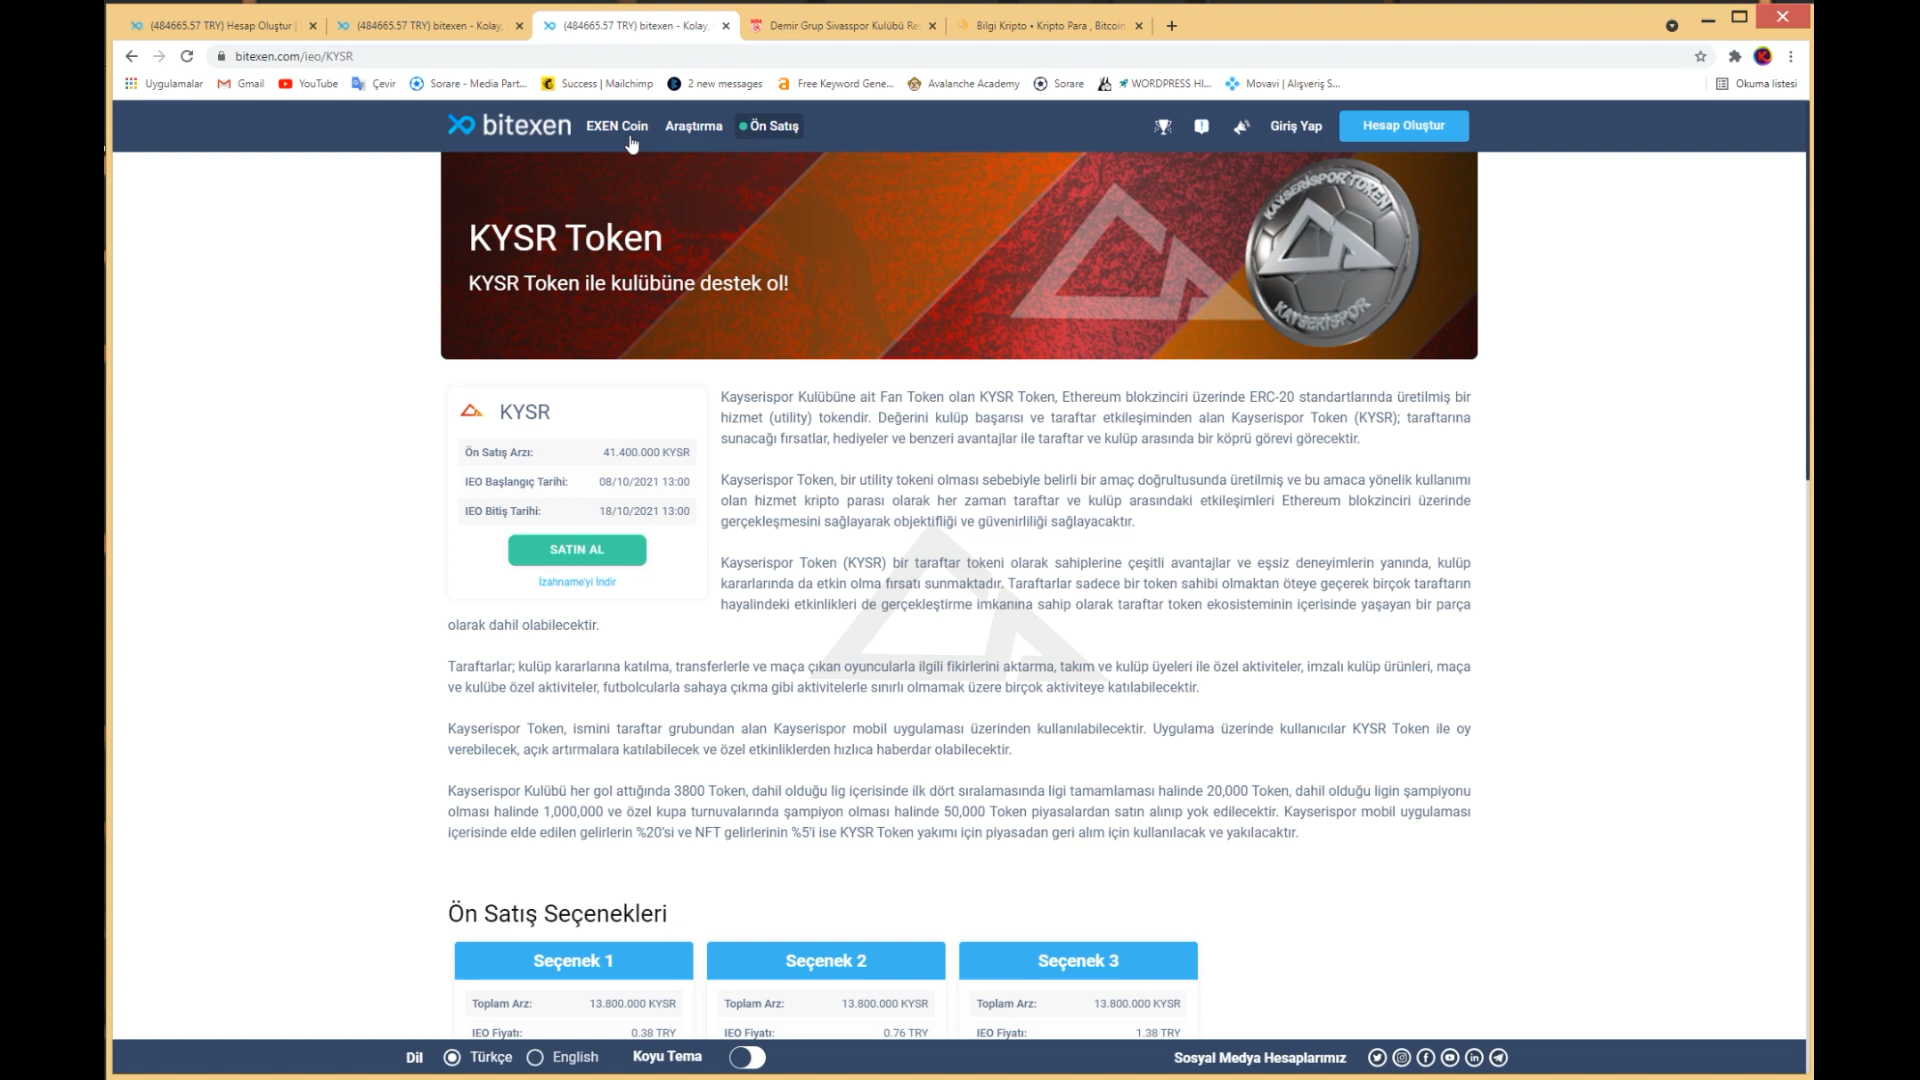 (484665.57 TRY) Hesap Oluştur |
(484665.57 TRY) bitexen - Kolay,
(484665.57 TRY) bitexen - Kolay,
Demir Grup Sivasspor Kulübü Re
Bilgi Kripto • Kripto Para , Bitcoin
bitexen.com/ieo/KYSR
Uygulamalar
Gmail
YouTube
Çevir
Sorare - Media Part...
Success | Mailchimp
2 new messages
Free Keyword Gene...
Avalanche Academy
Sorare
WORDPRESS HI...
Movavi | Alışveriş S...
Okuma listesi
bitexen
EXEN Coin
Araştırma
Ön Satış
Giriş Yap
Hesap Oluştur
KYSR Token
KYSR Token ile kulübüne destek ol!
KAYSERİSPOR TOKEN
KAYSERİSPOR
KYSR
Ön Satış Arzı: 41.400.000 KYSR
IEO Başlangıç Tarihi: 08/10/2021 13:00
IEO Bitiş Tarihi: 18/10/2021 13:00
SATIN AL
İzahname'yi İndir
Kayserispor Kulübüne ait Fan Token olan KYSR Token, Ethereum blokzinciri üzerinde ERC-20 standartlarında üretilmiş bir
hizmet (utility) tokendir. Değerini kulüp başarısı ve taraftar etkileşiminden alan Kayserispor Token (KYSR); taraftarına
sunacağı fırsatlar, hediyeler ve benzeri avantajlar ile taraftar ve kulüp arasında bir köprü görevi görecektir.
Kayserispor Token, bir utility tokeni olması sebebiyle belirli bir amaç doğrultusunda üretilmiş ve bu amaca yönelik kullanımı
olan hizmet kripto parası olarak her zaman taraftar ve kulüp arasındaki etkileşimleri Ethereum blokzinciri üzerinde
gerçekleşmesini sağlayarak objektifliği ve güvenirliliği sağlayacaktır.
Kayserispor Token (KYSR) bir taraftar tokeni olarak sahiplerine çeşitli avantajlar ve eşsiz deneyimlerin yanında, kulüp
kararlarında da etkin olma fırsatı sunmaktadır. Taraftarlar sadece bir token sahibi olmaktan öteye geçerek birçok taraftarın
hayalindeki etkinlikleri de gerçekleştirme imkanına sahip olarak taraftar token ekosisteminin içerisinde yaşayan bir parça
olarak dahil olabilecektir.
Taraftarlar; kulüp kararlarına katılma, transferlerle ve maça çıkan oyuncularla ilgili fikirlerini aktarma, takım ve kulüp üyeleri ile özel aktiviteler, imzalı kulüp ürünleri, maça
ve kulübe özel aktiviteler, futbolcularla sahaya çıkma gibi aktivitelerle sınırlı olmamak üzere birçok aktiviteye katılabilecektir.
Kayserispor Token, ismini taraftar grubundan alan Kayserispor mobil uygulaması üzerinden kullanılabilecektir. Uygulama üzerinde kullanıcılar KYSR Token ile oy
verebilecek, açık artırmalara katılabilecek ve özel etkinliklerden hızlıca haberdar olabilecektir.
Kayserispor Kulübü her gol attığında 3800 Token, dahil olduğu lig içerisinde ilk dört sıralamasında ligi tamamlaması halinde 20,000 Token, dahil olduğu ligin şampiyonu
olması halinde 1,000,000 ve özel kupa turnuvalarında şampiyon olması halinde 50,000 Token piyasalardan satın alınıp yok edilecektir. Kayserispor mobil uygulaması
içerisinde elde edilen gelirlerin %20'si ve NFT gelirlerinin %5'i ise KYSR Token yakımı için piyasadan geri alım için kullanılacak ve yakılacaktır.
Ön Satış Seçenekleri
Seçenek 1
Seçenek 2
Seçenek 3
Toplam Arz: 13.800.000 KYSR
Toplam Arz: 13.800.000 KYSR
Toplam Arz: 13.800.000 KYSR
IEO Fiyatı: 0.38 TRY
IEO Fiyatı: 0.76 TRY
IEO Fiyatı: 1.38 TRY
Dil
Türkçe
English
Koyu Tema
Sosyal Medya Hesaplarımız